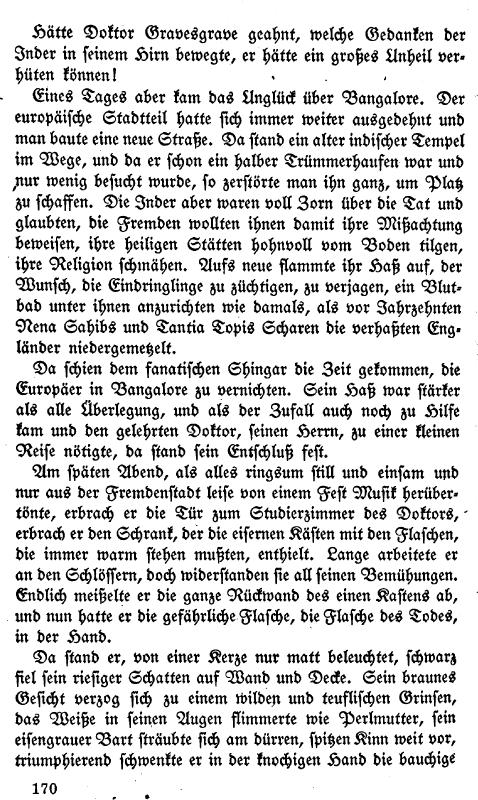 Hätte Doktor Gravesgrave geahnt, welche Gedanken der
Inder in seinem Hirn bewegte, er hätte ein großes Unheil ver-
hüten können!
Eines Tages aber kam das Unglück über Bangalore. Der
europäische Stadtteil hatte sich immer weiter ausgedehnt und
man baute eine neue Straße. Da stand ein alter indischer Tempel
im Wege, und da er schon ein halber Trümmerhaufen war und
nur wenig besucht wurde, so zerstörte man ihn ganz, um Platz
zu schaffen. Die Inder aber waren voll Zorn über die Tat und
glaubten, die Fremden wollten ihnen damit ihre Mißachtung
beweisen, ihre heiligen Stätten hohnvoll vom Boden tilgen,
ihre Religion schmähen. Aufs neue flammte ihr Haß auf, der
Wunsch, die Eindringlinge zu züchtigen, zu verjagen, ein Blut-
bad unter ihnen anzurichten wie damals, als vor Jahrzehnten
Nena Sahibs und Tantia Topis Scharen die verhaßten Eng-
länder niedergemetzelt.
Da schien dem fanatischen Shingar die Zeit gekommen, die
Europäer in Bangalore zu vernichten. Sein Haß war stärker
als alle Überlegung, und als der Zufall auch noch zu Hilfe
kam und den gelehrten Doktor, seinen Herrn, zu einer kleinen
Reise nötigte, da stand sein Entschluß fest.
Am späten Abend, als alles ringsum still und einsam und
nur aus der Fremdenstadt leise von einem Fest Musik herüber-
tönte, erbrach er die Tür zum Studierzimmer des Doktors,
erbrach er den Schrank, der die eisernen Kästen mit den Flaschen,
die immer warm stehen mußten, enthielt. Lange arbeitete er
an den Schlössern, doch widerstanden sie all seinen Bemühungen.
Endlich meißelte er die ganze Rückwand des einen Kastens ab,
und nun hatte er die gefährliche Flasche, die Flasche des Todes,
in der Hand.
Da stand er, von einer Kerze nur matt beleuchtet, schwarz
fiel sein riesiger Schatten auf Wand und Decke. Sein braunes
Gesicht verzog sich zu einem wilden und teuflischen Grinsen,
das Weiße in seinen Augen flimmerte wie Perlmutter, sein
eisengrauer Bart sträubte sich am dürren, spitzen Kinn weit vor,
triumphierend schwenkte er in der knochigen Hand die bauchige
170